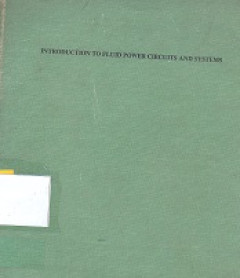 INTRODUCTION TO FLUID POWER CIRCUITS AND SYSTEMS